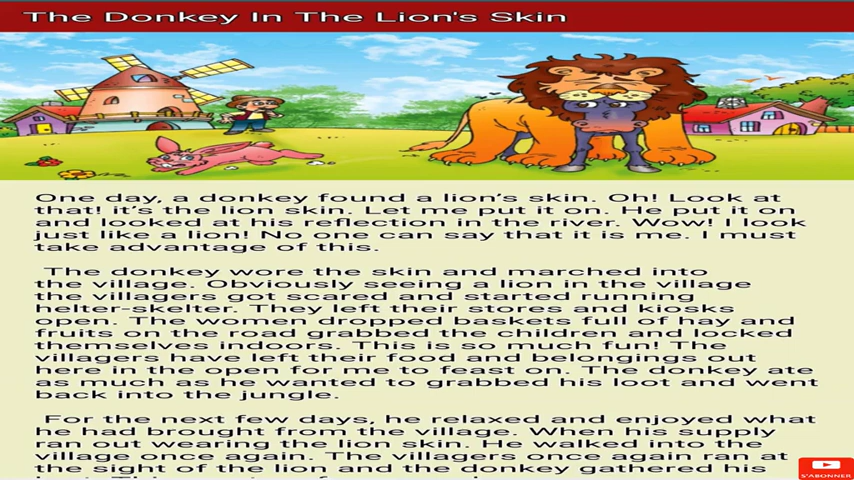 The Donkey In The Lion's Skin
One day, a donkey found a lion's skin. Oh! Look at
that! it's the lion skin. Let me put it on. He put it on
and looked at his reflection in the river. Wow! I look
just like a lion! No one can say that it is me. I must
take advantage of this.
The donkey wore the skin and marched into
the village. Obviously seeing a lion in the village
the villagers got scared and started running
helter-skelter. They left their stores and kiosks
open. The women dropped baskets full of hay and
fruits on the road grabbed the children and locked
themselves indoors. This is so much fun! The
villagers have left their food and belongings out
here in the open for me to feast on. The donkey ate
as much as he wanted to grabbed his loot and went
back into the jungle.
For the next few days, he relaxed and enjoyed what
he had brought from the village. When his supply
ran out wearing the lion skin. He walked into the
village once again. The villagers once again ran at
the sight of the lion and the donkey gathered his
S'ABONNER